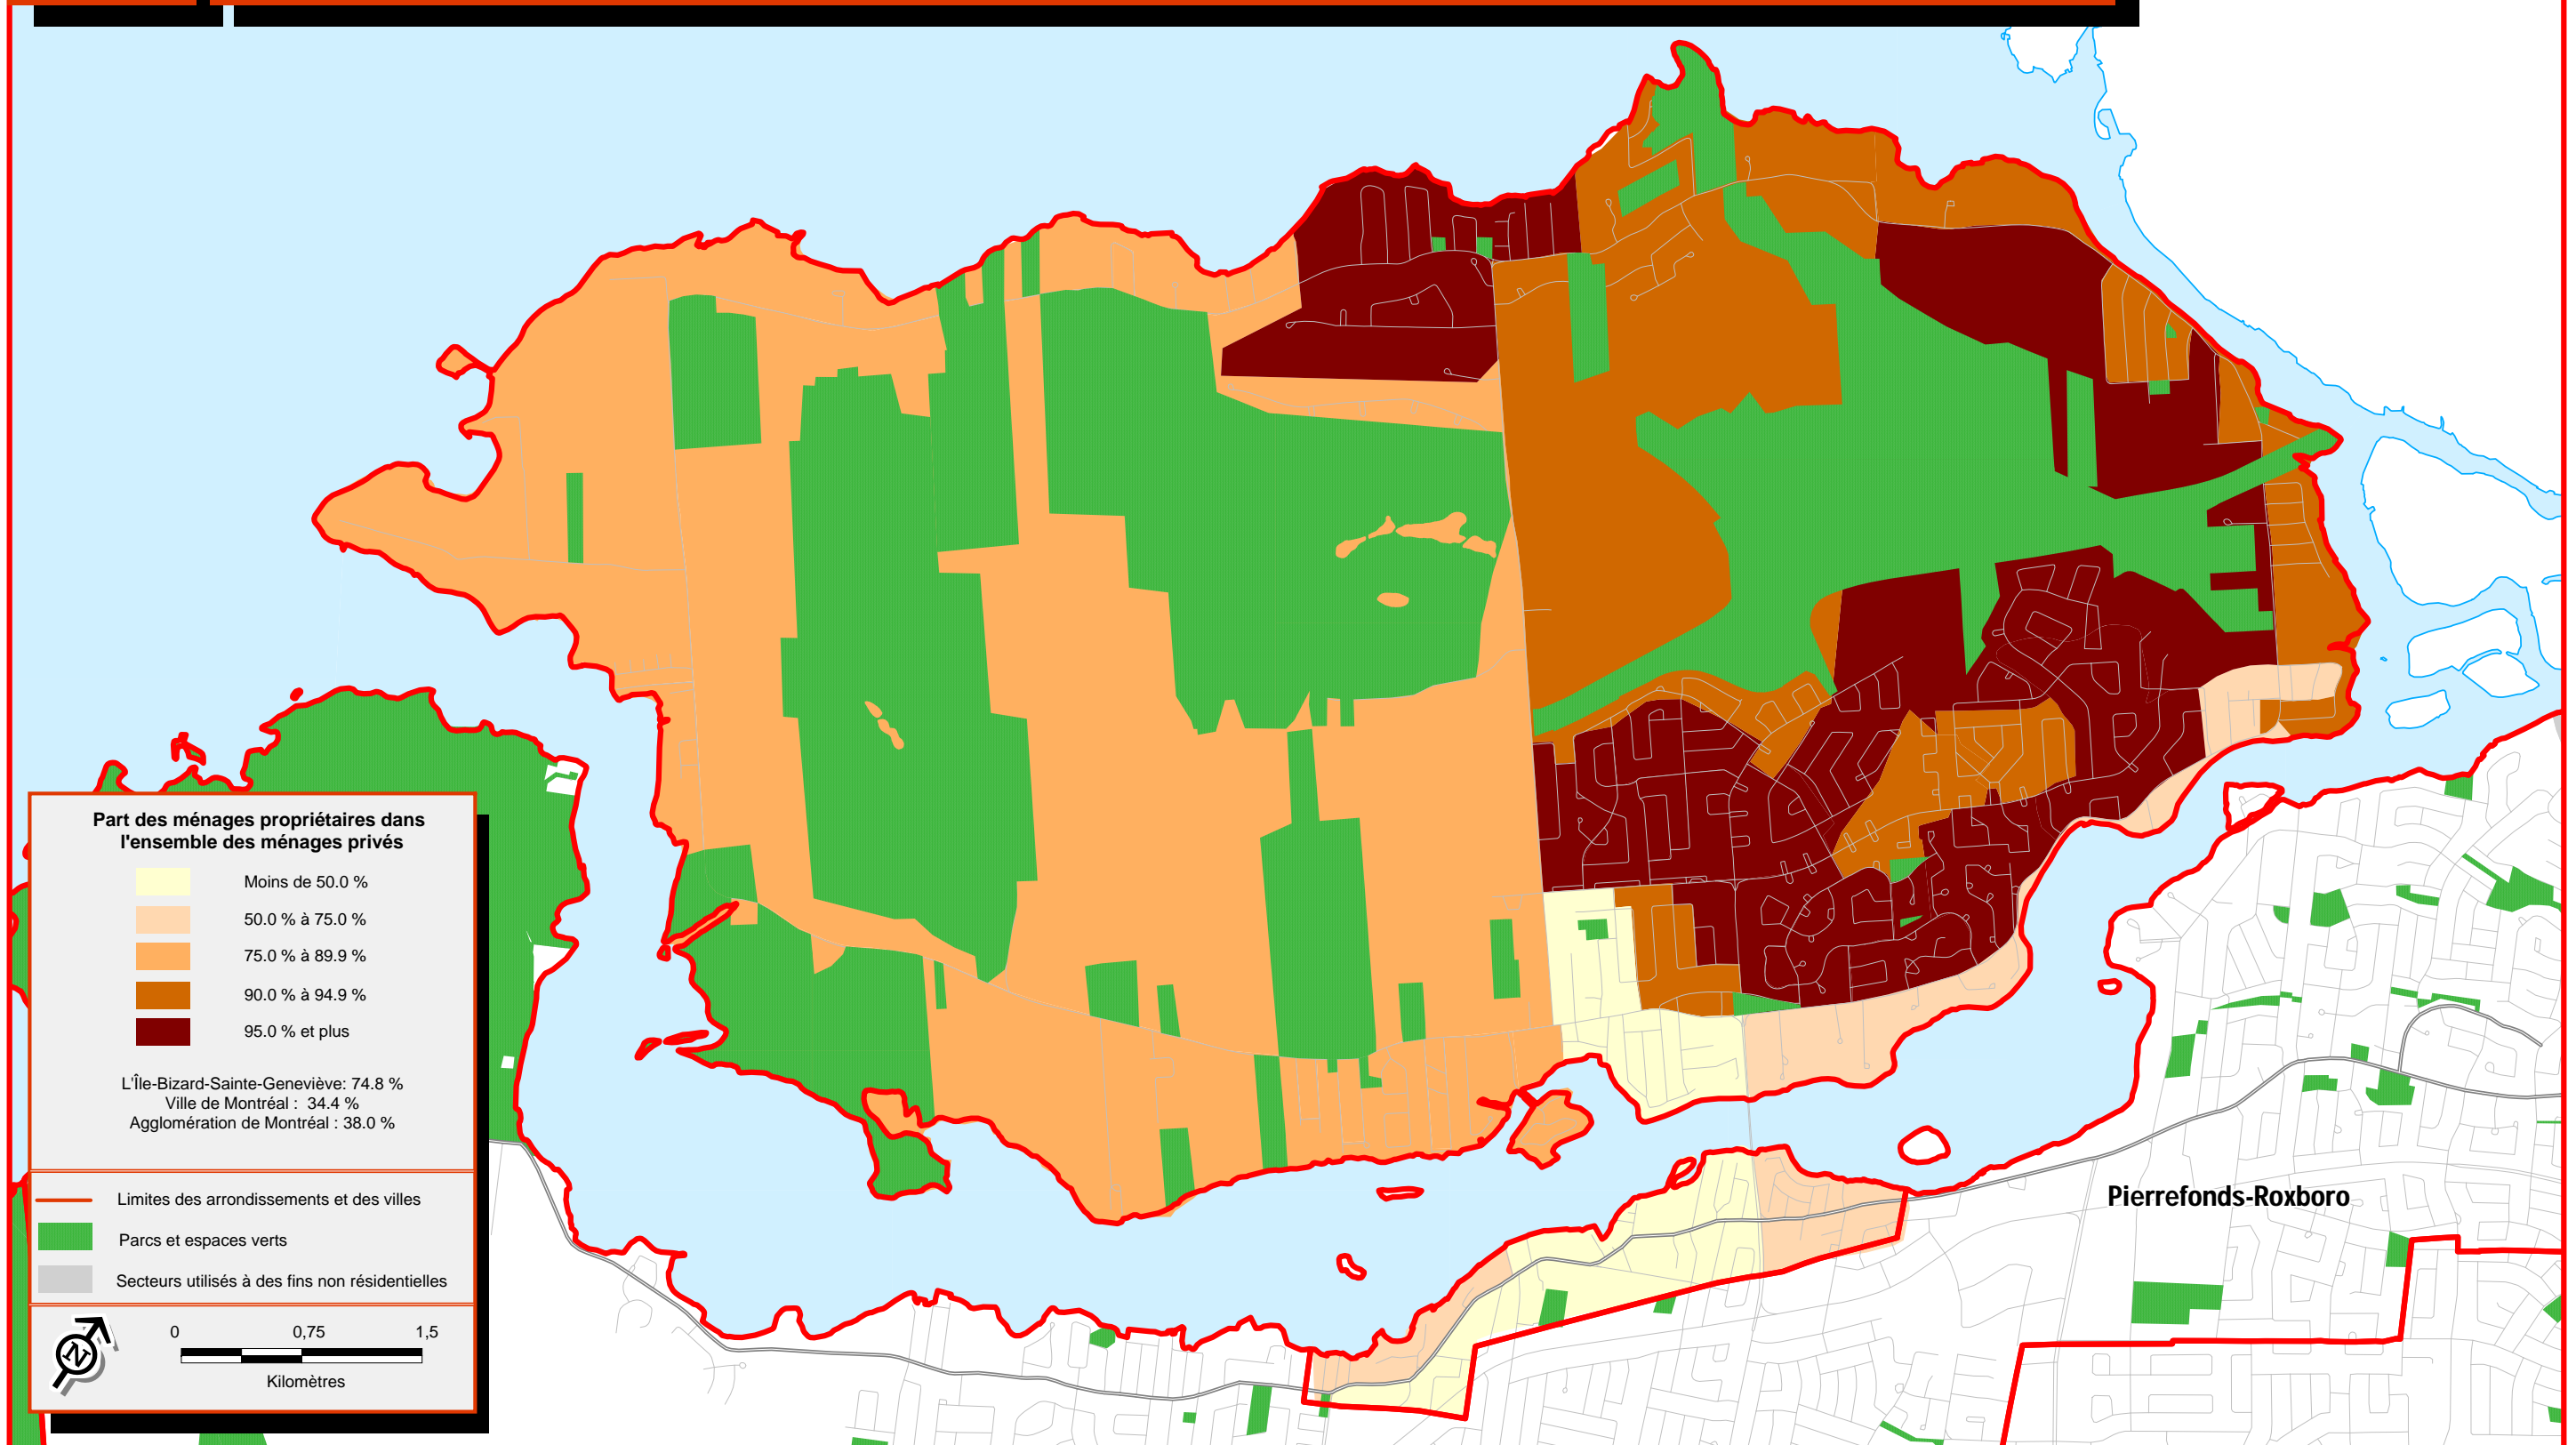 Part des ménages propriétaires dans
l'ensemble des ménages privés
Moins de 50.0 %
50.0 % à 75.0 %
75.0 % à 89.9 %
90.0 % à 94.9 %
95.0 % et plus
L'Île-Bizard-Sainte-Geneviève: 74.8 %
Ville de Montréal : 34.4 %
Agglomération de Montréal : 38.0 %
Limites des arrondissements et des villes
Parcs et espaces verts
Secteurs utilisés à des fins non résidentielles
N
0 0,75 1,5
Kilomètres
Pierrefonds-Roxboro